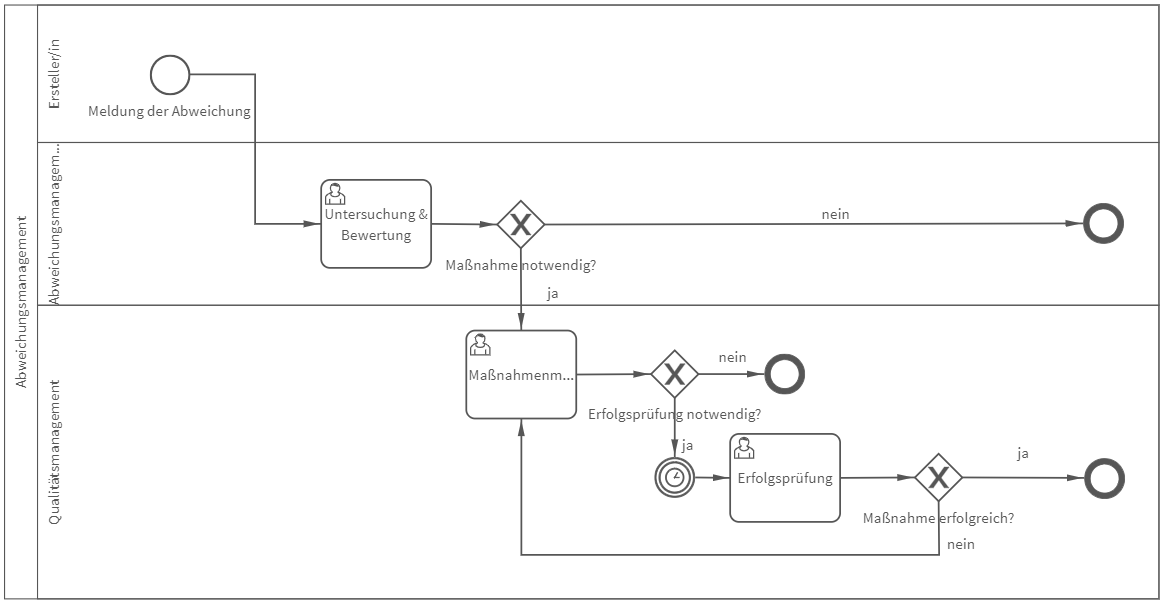 Abweichungsmanagement
Ersteller/in
Meldung der Abweichung
Abweichungsmanagem...
Untersuchung &
Bewertung
X
Maßnahme notwendig?
nein
ja
Qualitätsmanagement
Maßnahmenm...
X
Erfolgsprüfung notwendig?
nein
ja
Erfolgsprüfung
X
Maßnahme erfolgreich?
ja
nein